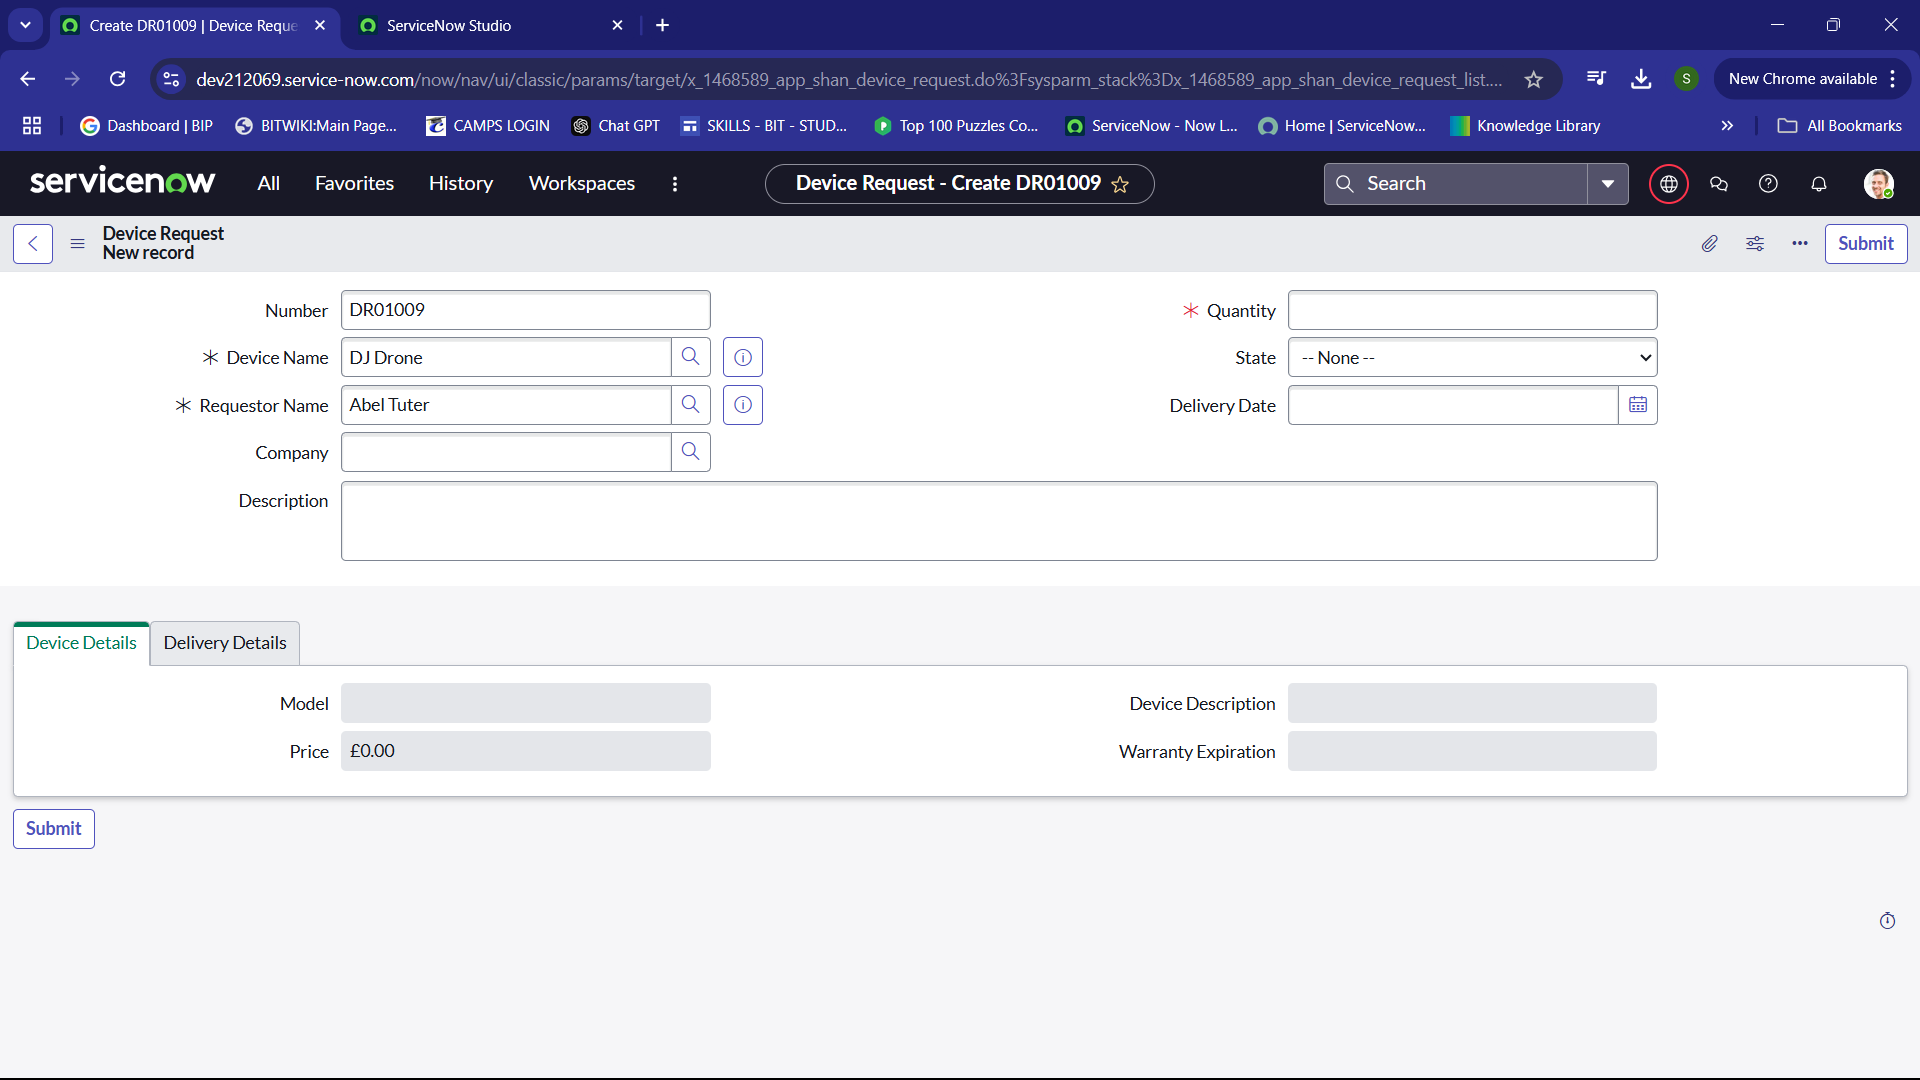 Create DR01009 | Device Reque
ServiceNow Studio
dev212069.service-now.com/now/nav/ui/classic/params/target/x_1468589_app_shan_device_request.do%3Fsysparm_stack%3Dx_1468589_app_shan_device_request_list....
S
New Chrome available
Dashboard | BIP
BITWIKI:Main Page...
CAMPS LOGIN
Chat GPT
SKILLS - BIT - STUD...
Top 100 Puzzles Co...
ServiceNow - Now L...
Home | ServiceNow...
Knowledge Library
All Bookmarks
servicenow
All
Favorites
History
Workspaces
Device Request - Create DR01009
Search
Device Request
New record
Submit
Number
DR01009
Quantity
Device Name
DJ Drone
State
-- None --
Requestor Name
Abel Tuter
Delivery Date
Company
Description
Device Details
Delivery Details
Model
Device Description
Price
£0.00
Warranty Expiration
Submit